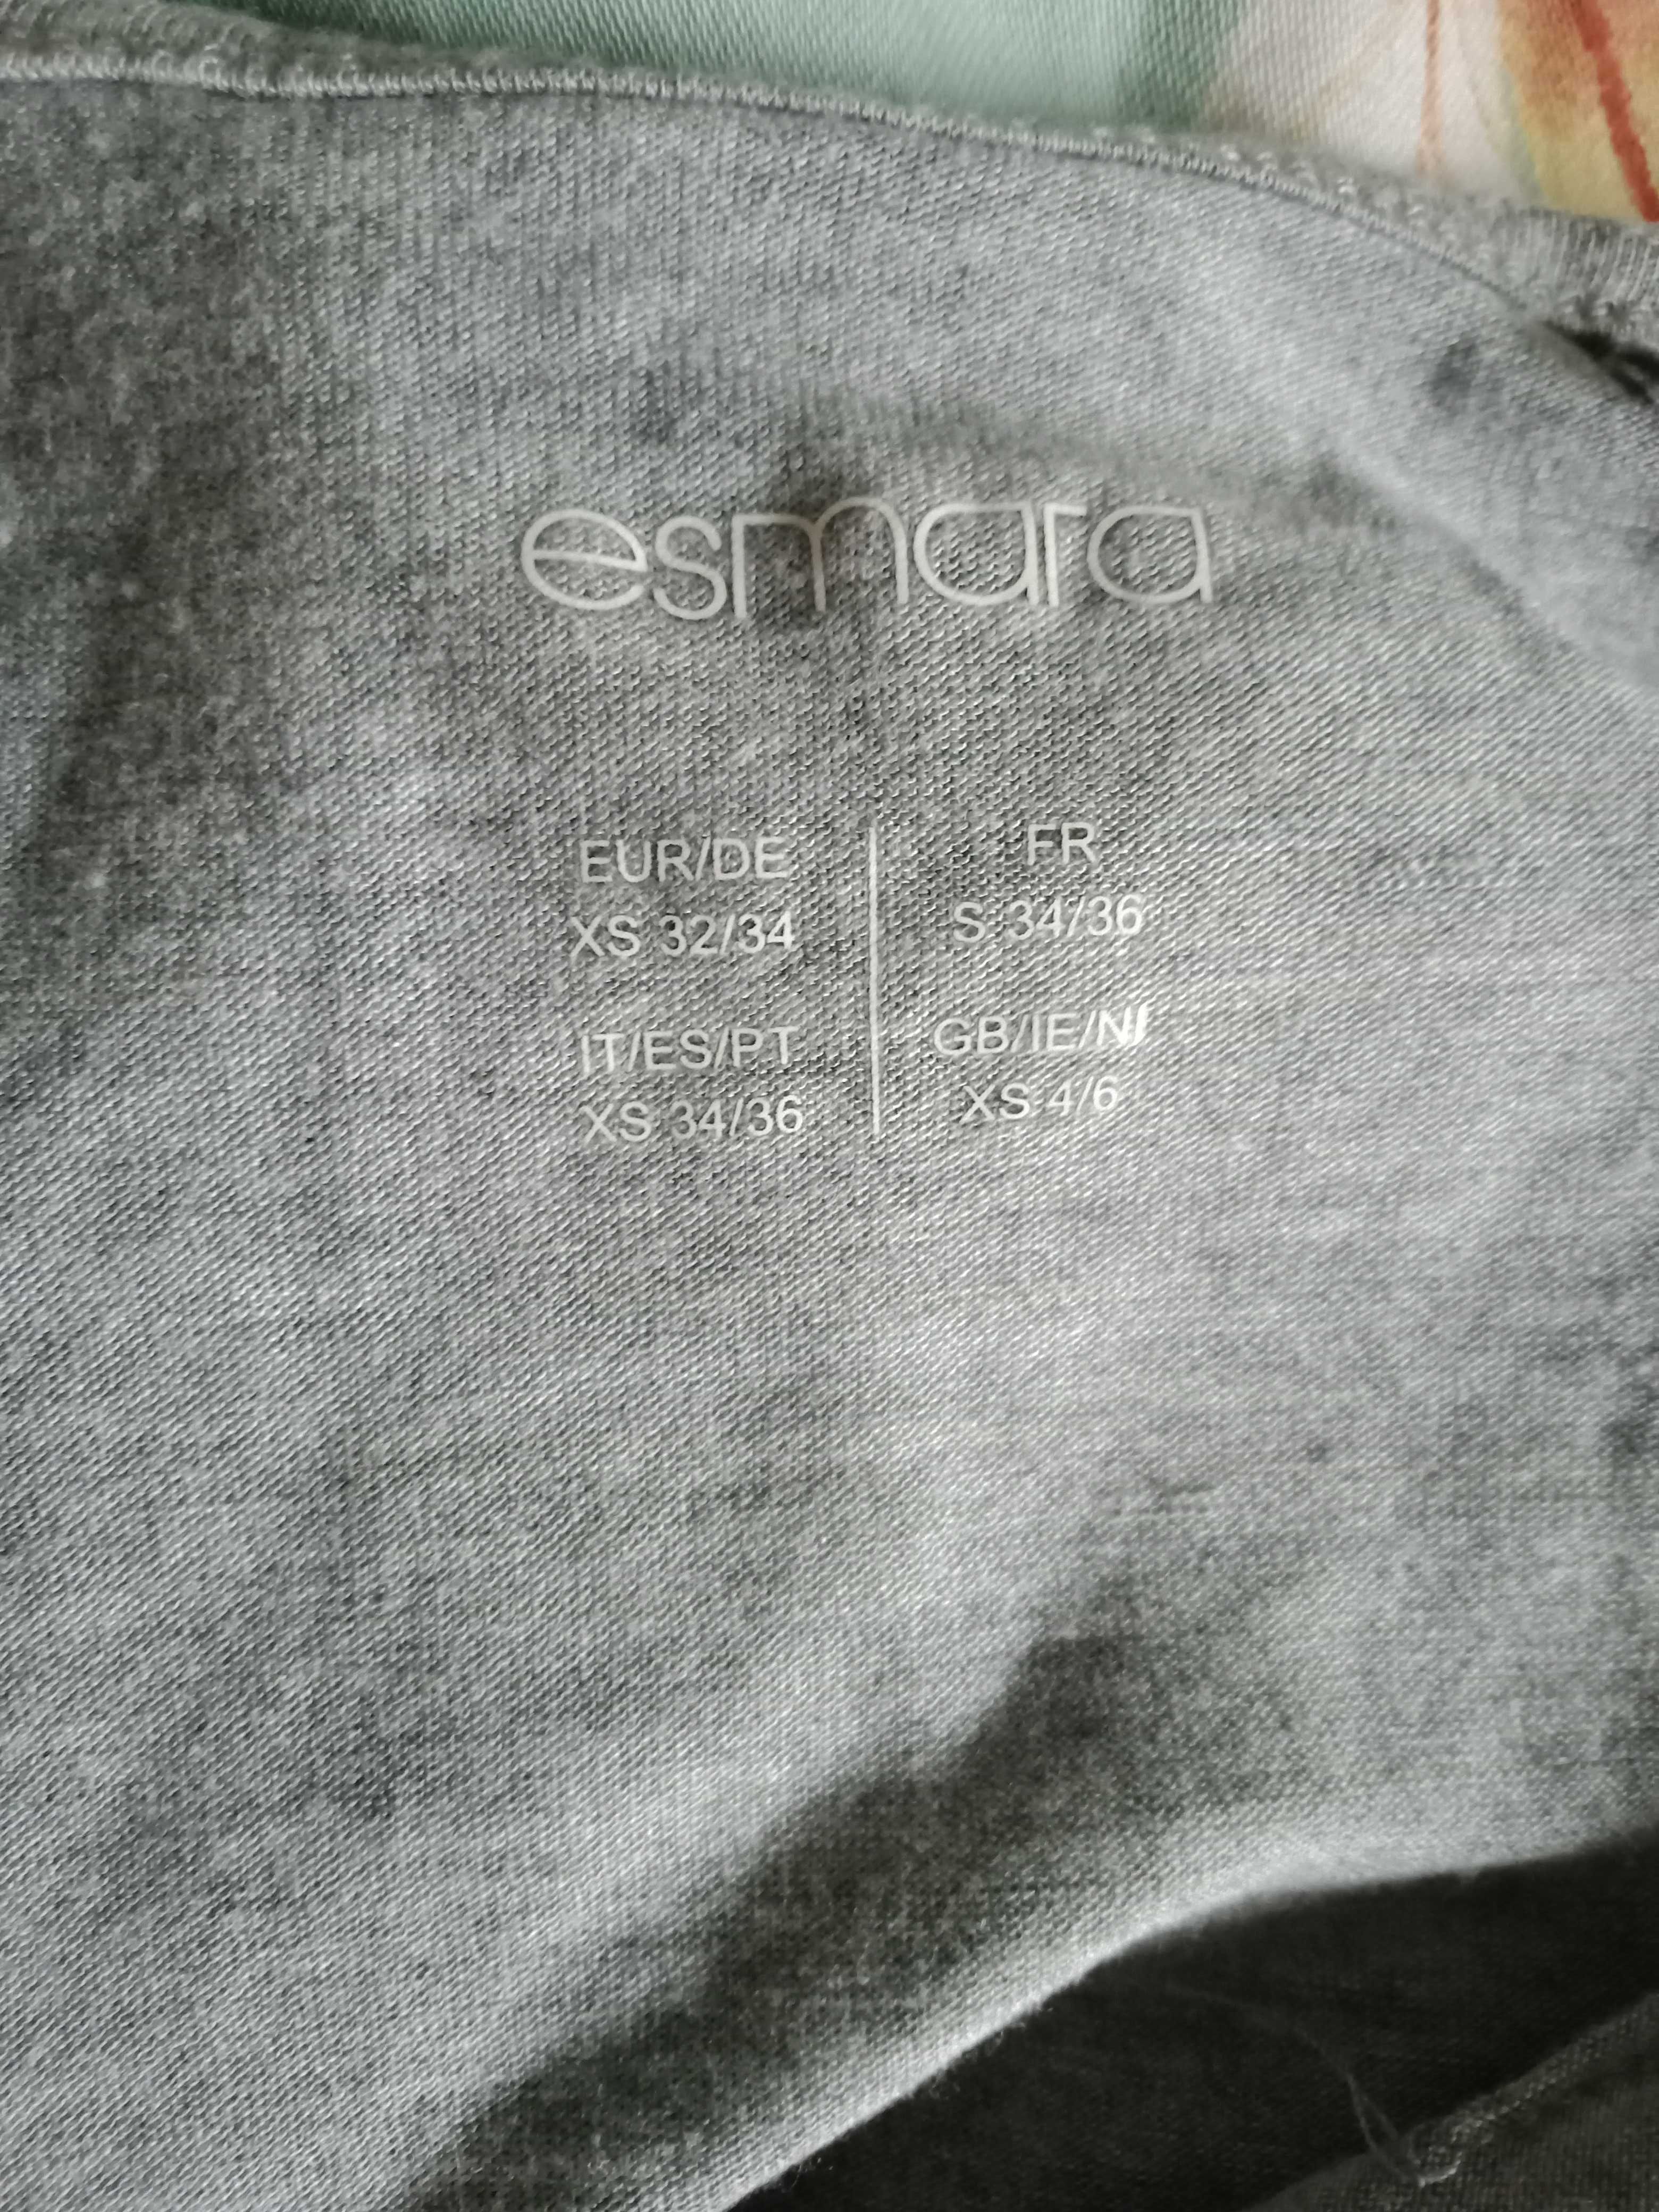 esmara
EUR/DE
XS 32/34
FR
S 34/36
IT/ES/PT
XS 34/36
GB/IE/NI
XS 4/6